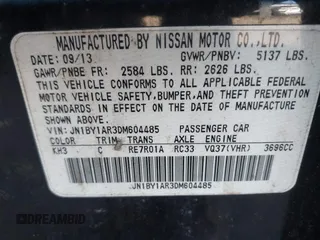 MANUFACTURED BY NISSAN MOTOR CO.,LTD.
DATE: 09/13 GVWR/PNBV: 5137 LBS.
GAWR/PNBE FR: 2584 LBS. RR: 2626 LBS.
THIS VEHICLE CONFORMS TO ALL APPLICABLE FEDERAL
MOTOR VEHICLE SAFETY,BUMPER,AND THEFT PREVENTION
STANDARDS IN EFFECT ON THE DATE OF MANUFACTURE
SHOWN ABOVE.
VIN:JN1BY1AR3DM604485 PASSENGER CAR
COLOR TRIM TRANS AXLE ENGINE
KH3 C RE7R01A RC33 VQ37(VHR) 3696CC
JN1BY1AR3DM604485
DREAMBID